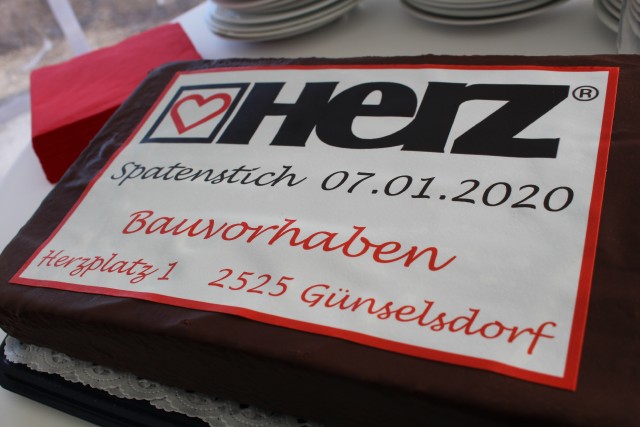 Herz®
Spatenstich 07.01.2020
Bauvorhaben
Herzplatz 1 2525 Günselsdorf